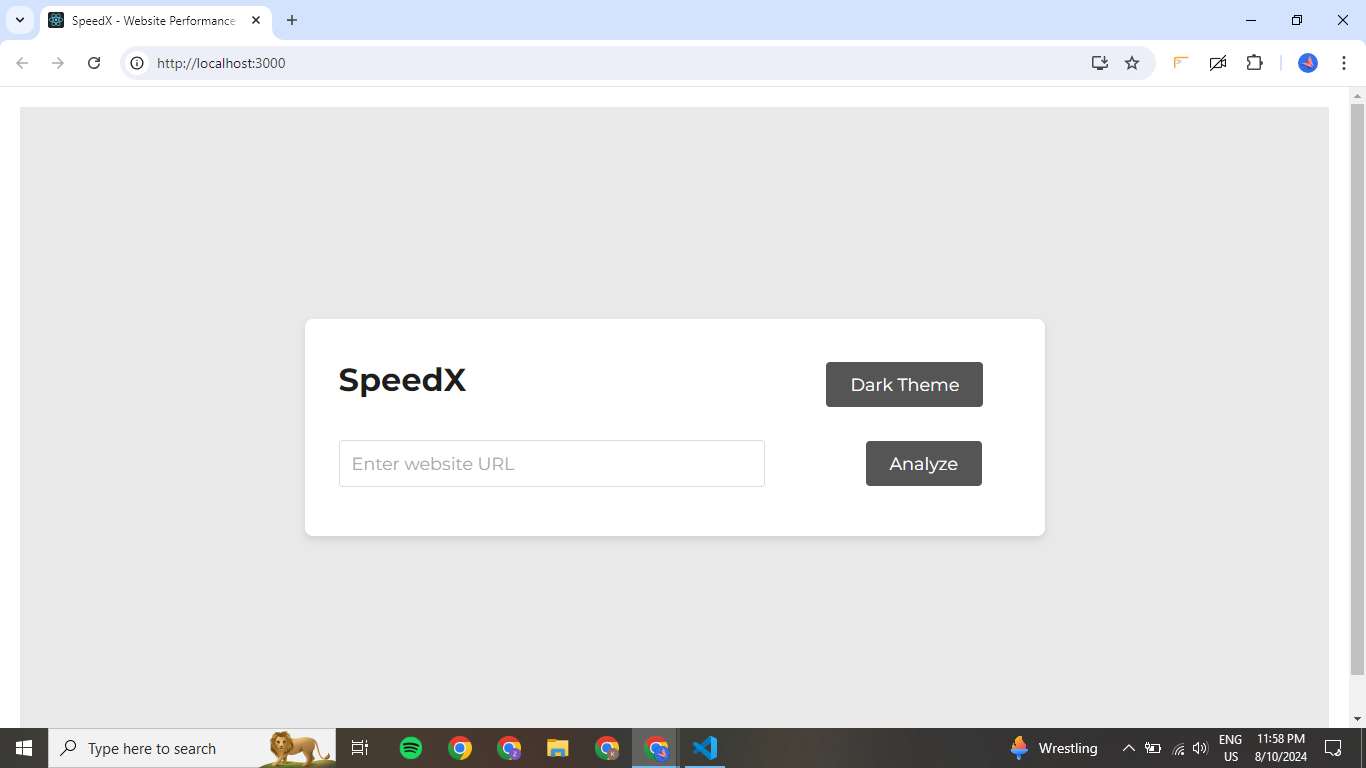 SpeedX - Website Performance
http://localhost:3000
SpeedX
Dark Theme
Enter website URL
Analyze
Type here to search
Wrestling
ENG
US
11:58 PM
8/10/2024